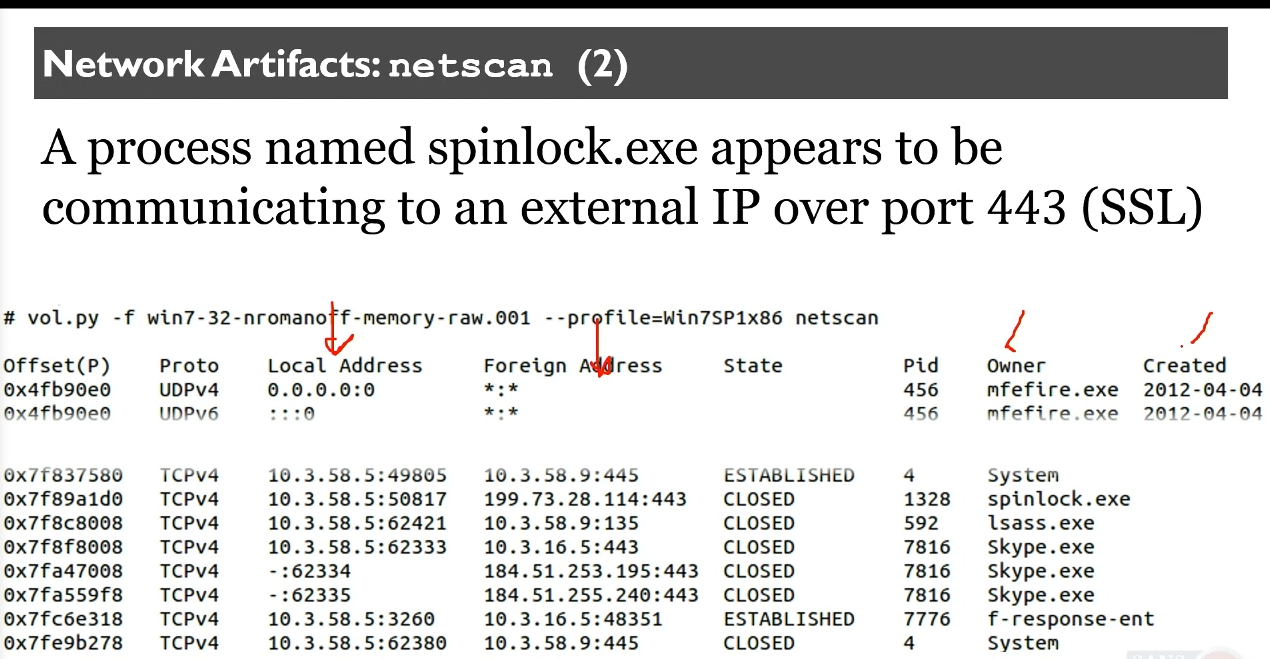 Network Artifacts: netscan (2)
A process named spinlock.exe appears to be
communicating to an external IP over port 443 (SSL)
# vol.py -f win7-32-nromanoff-memory-raw.001 --profile=Win7SP1x86 netscan
Offset(P) Proto Local Address Foreign Address State Pid Owner Created
0x4fb90e0 UDPv4 0.0.0.0:0 *:* 456 mfefire.exe 2012-04-04
0x4fb90e0 UDPv6 :::0 *:* 456 mfefire.exe 2012-04-04
0x7f837580 TCPv4 10.3.58.5:49805 10.3.58.9:445 ESTABLISHED 4 System
0x7f89a1d0 TCPv4 10.3.58.5:50817 199.73.28.114:443 CLOSED 1328 spinlock.exe
0x7f8c8008 TCPv4 10.3.58.5:62421 10.3.58.9:135 CLOSED 592 lsass.exe
0x7f8f8008 TCPv4 10.3.58.5:62333 10.3.16.5:443 CLOSED 7816 Skype.exe
0x7fa47008 TCPv4 -:62334 184.51.253.195:443 CLOSED 7816 Skype.exe
0x7fa559f8 TCPv4 -:62335 184.51.255.240:443 CLOSED 7816 Skype.exe
0x7fc6e318 TCPv4 10.3.58.5:3260 10.3.16.5:48351 ESTABLISHED 7776 f-response-ent
0x7fe9b278 TCPv4 10.3.58.5:62380 10.3.58.9:445 CLOSED 4 System